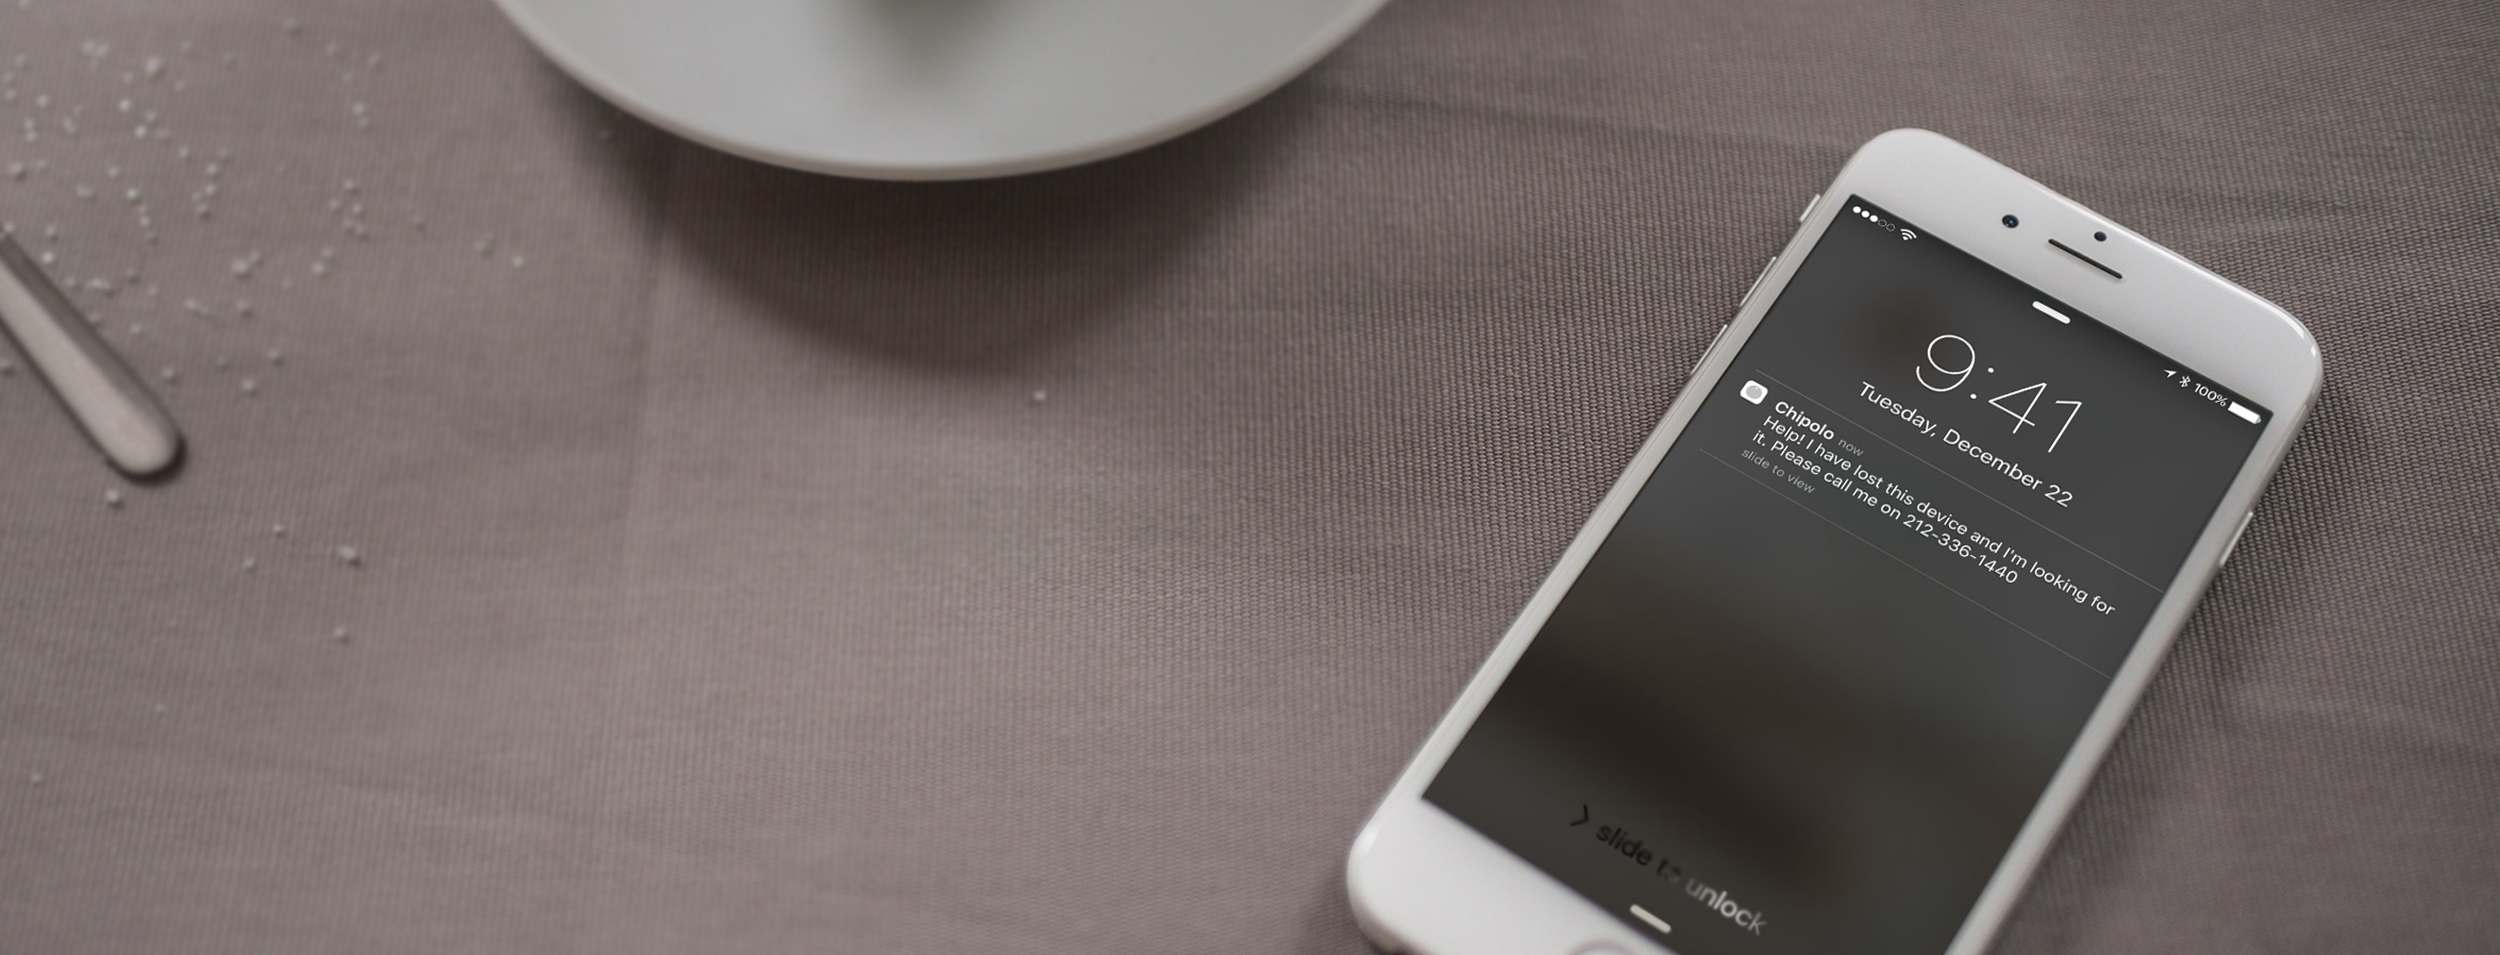 100%
9:41
Tuesday, December 22
Chipolo now
Help! I have lost this device and I'm looking for
it. Please call me on 212-336-1440
slide to view
> slide to unlock